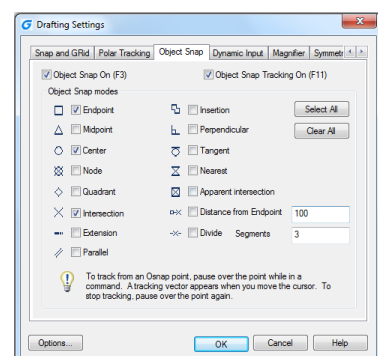 Drafting Settings
Snap and GRid Polar Tracking Object Snap Dynamic Input Magnifier Symmetr
Object Snap On (F3) Object Snap Tracking On (F11)
Object Snap modes
Endpoint Insertion Select All
Midpoint Perpendicular Clear All
Center Tangent
Node Nearest
Quadrant Apparent intersection
Intersection Distance from Endpoint 100
Extension Divide Segments 3
Parallel
To track from an Osnap point, pause over the point while in a
command. A tracking vector appears when you move the cursor. To
stop tracking, pause over the point again.
Options... OK Cancel Help